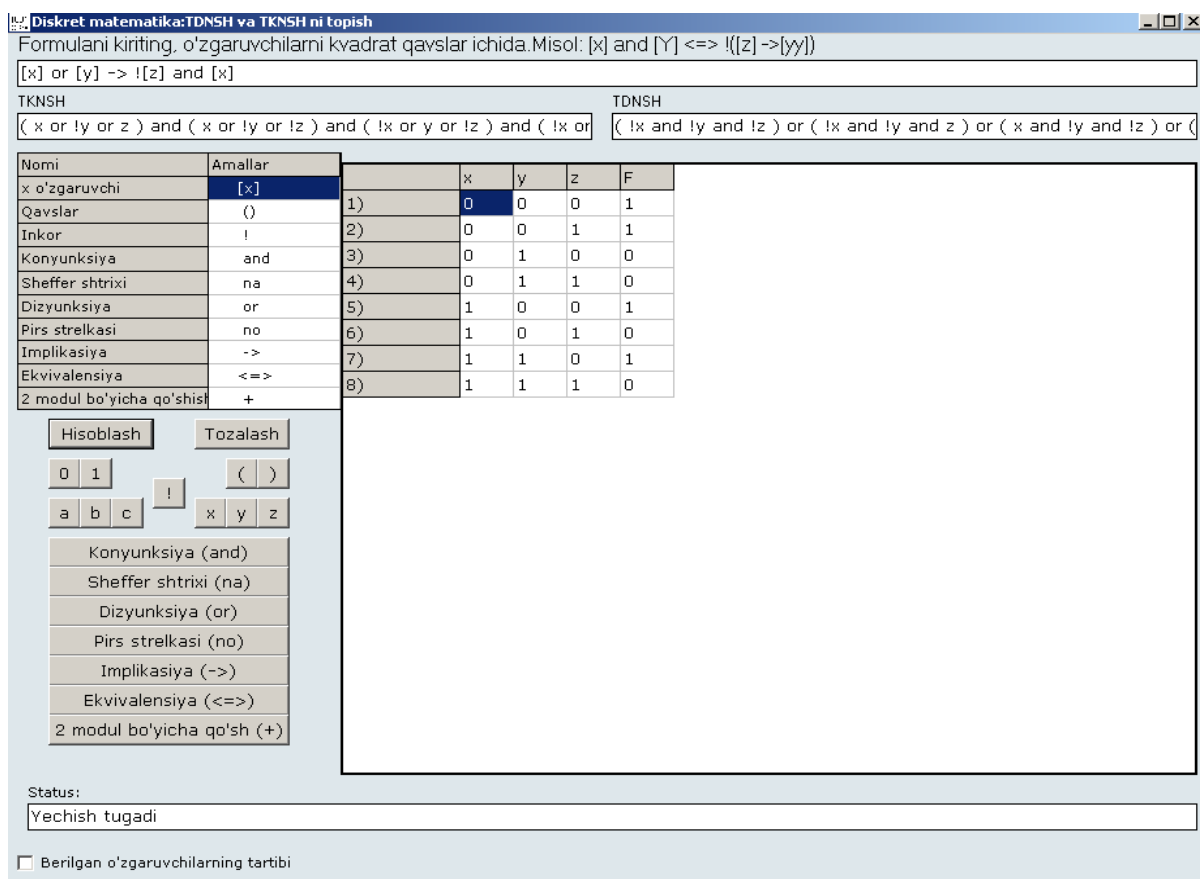 Diskret matematika:TDNSH va TKNSH ni topish
Formulani kiriting, o'zgaruvchilarni kvadrat qavslar ichida.Misol: [x] and [Y] <=> !([z] ->[yy])
[x] or [y] -> ![z] and [x]
TKNSH TDNSH
( x or !y or z ) and ( x or !y or !z ) and ( !x or y or !z ) and ( !x or ( !x and !y and !z ) or ( !x and !y and z ) or ( x and !y and !z ) or (
Nomi Amallar
x o'zgaruvchi [x]
Qavslar ()
Inkor !
Konyunksiya and
Sheffer shtrixi na
Dizyunksiya or
Pirs strelkasi no
Implikasiya ->
Ekvivalensiya <=>
2 modul bo'yicha qo'shish +
x y z F
1) 0 0 0 1
2) 0 0 1 1
3) 0 1 0 0
4) 0 1 1 0
5) 1 0 0 1
6) 1 0 1 0
7) 1 1 0 1
8) 1 1 1 0
Hisoblash Tozalash
0 1 ! ( )
a b c x y z
Konyunksiya (and)
Sheffer shtrixi (na)
Dizyunksiya (or)
Pirs strelkasi (no)
Implikasiya (->)
Ekvivalensiya (<=>)
2 modul bo'yicha qo'sh (+)
Status:
Yechish tugadi
Berilgan o'zgaruvchilarning tartibi